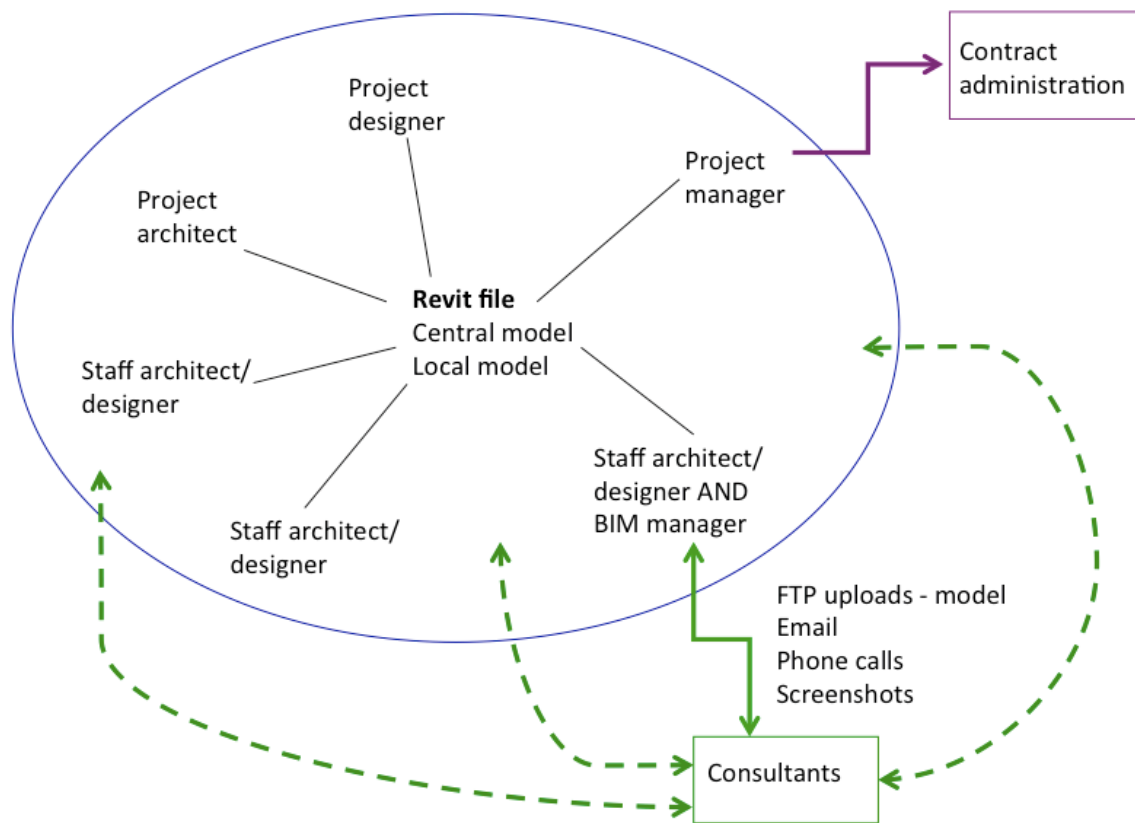 Contract
administration
Project
designer
Project
manager
Project
architect
Revit file
Central model
Local model
Staff architect/
designer
Staff architect/
designer AND
BIM manager
Staff architect/
designer
FTP uploads - model
Email
Phone calls
Screenshots
Consultants